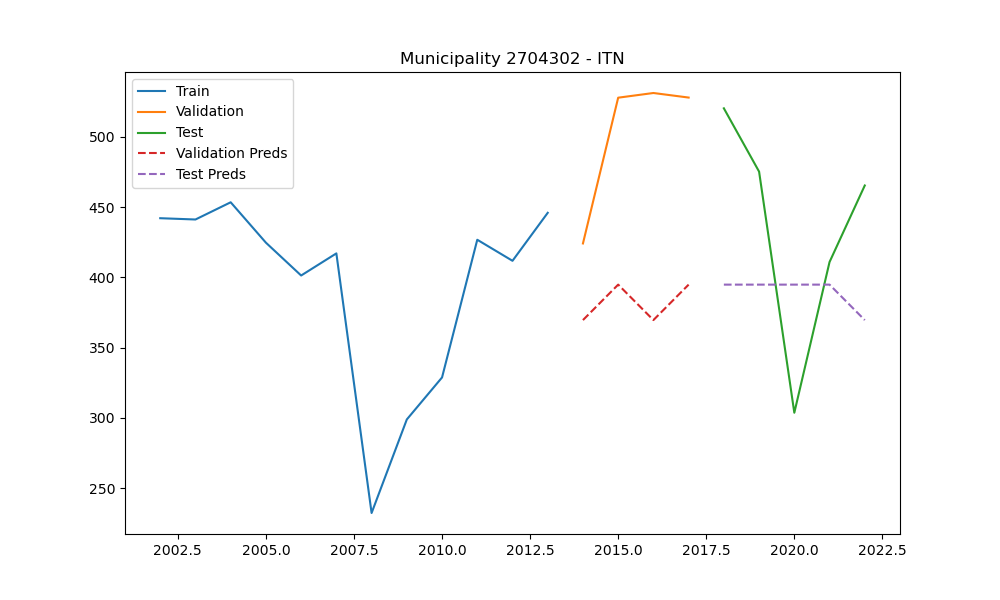 Municipality 2704302 - ITN
Train
Validation
Test
Validation Preds
Test Preds
500
450
400
350
300
250
2002.5 2005.0 2007.5 2010.0 2012.5 2015.0 2017.5 2020.0 2022.5